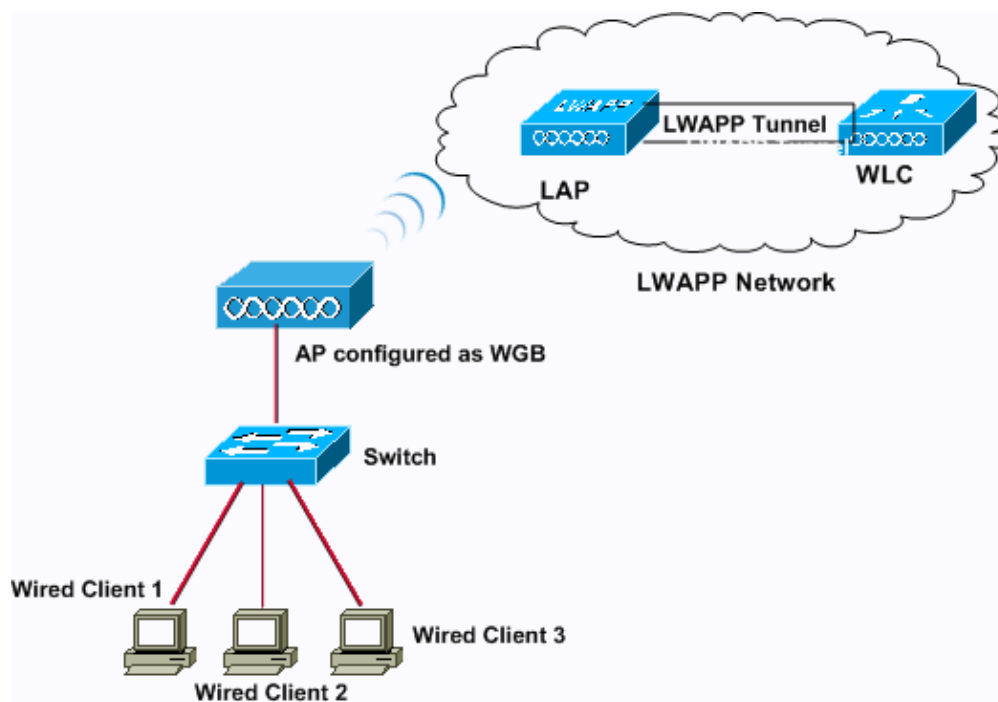 LWAPP
LWAPP Tunnel
LAP
WLC
LWAPP Network
AP configured as WGB
Switch
Wired Client 1
Wired Client 3
Wired Client 2